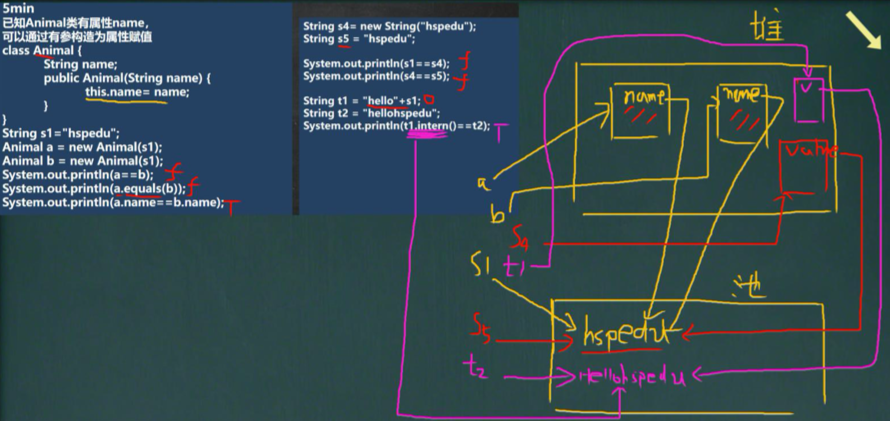 5min
已知Animal类有属性name，
可以通过有参构造为属性赋值
class Animal {
String name;
public Animal(String name) {
this.name= name;
}
}
String s1="hspedu";
Animal a = new Animal(s1);
Animal b = new Animal(s1);
System.out.println(a==b); f
System.out.println(a.equals(b)); f
System.out.println(a.name==b.name); T
String s4= new String("hspedu");
String s5 = "hspedu";
System.out.println(s1==s4); f
System.out.println(s4==s5); f
String t1 = "hello"+s1;
String t2 = "hellohspedu";
System.out.println(t1.intern()==t2); T
堆
name
name
v
value
a
b
S4
S1
t1
池
S5
hspedu
t2
Hellohspedu